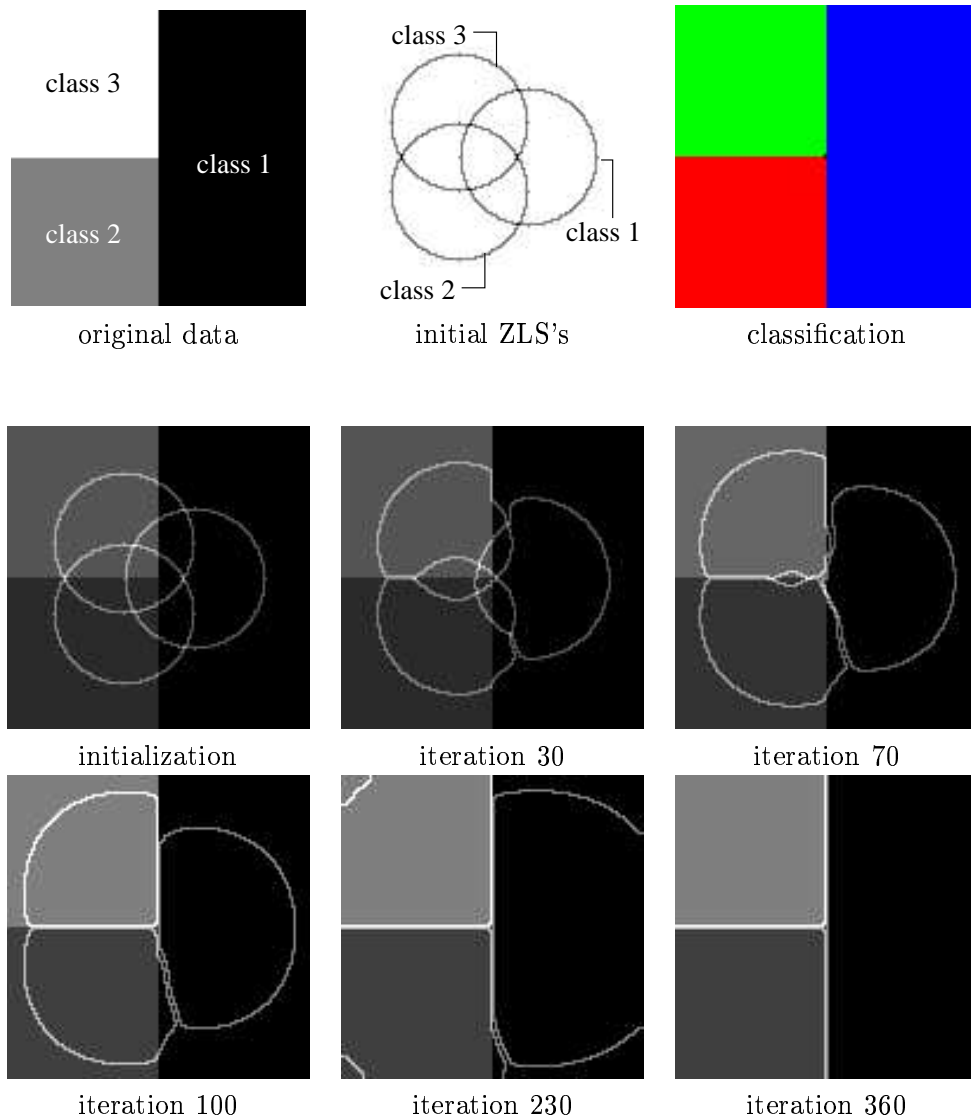 class 3
class 1
class 2
class 3
class 1
class 2
original data
initial ZLS's
classification
initialization
iteration 30
iteration 70
iteration 100
iteration 230
iteration 360